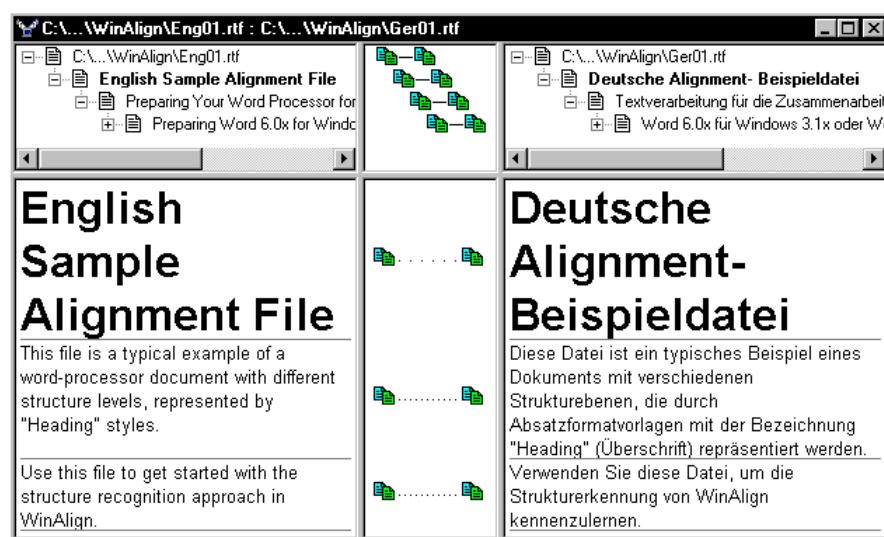 C:\...\WinAlign\Eng01.rtf : C:\...\WinAlign\Ger01.rtf
C:\...\WinAlign\Eng01.rtf
English Sample Alignment File
Preparing Your Word Processor for
Preparing Word 6.0x for Windo
C:\...\WinAlign\Ger01.rtf
Deutsche Alignment- Beispieldatei
Textverarbeitung für die Zusammenarbeit
Word 6.0x für Windows 3.1x oder W
English
Sample
Alignment File
This file is a typical example of a
word-processor document with different
structure levels, represented by
"Heading" styles.
Use this file to get started with the
structure recognition approach in
WinAlign.
Deutsche
Alignment-
Beispieldatei
Diese Datei ist ein typisches Beispiel eines
Dokuments mit verschiedenen
Strukturebenen, die durch
Absatzformatvorlagen mit der Bezeichnung
"Heading" (Überschrift) repräsentiert werden.
Verwenden Sie diese Datei, um die
Strukturerkennung von WinAlign
kennenzulernen.